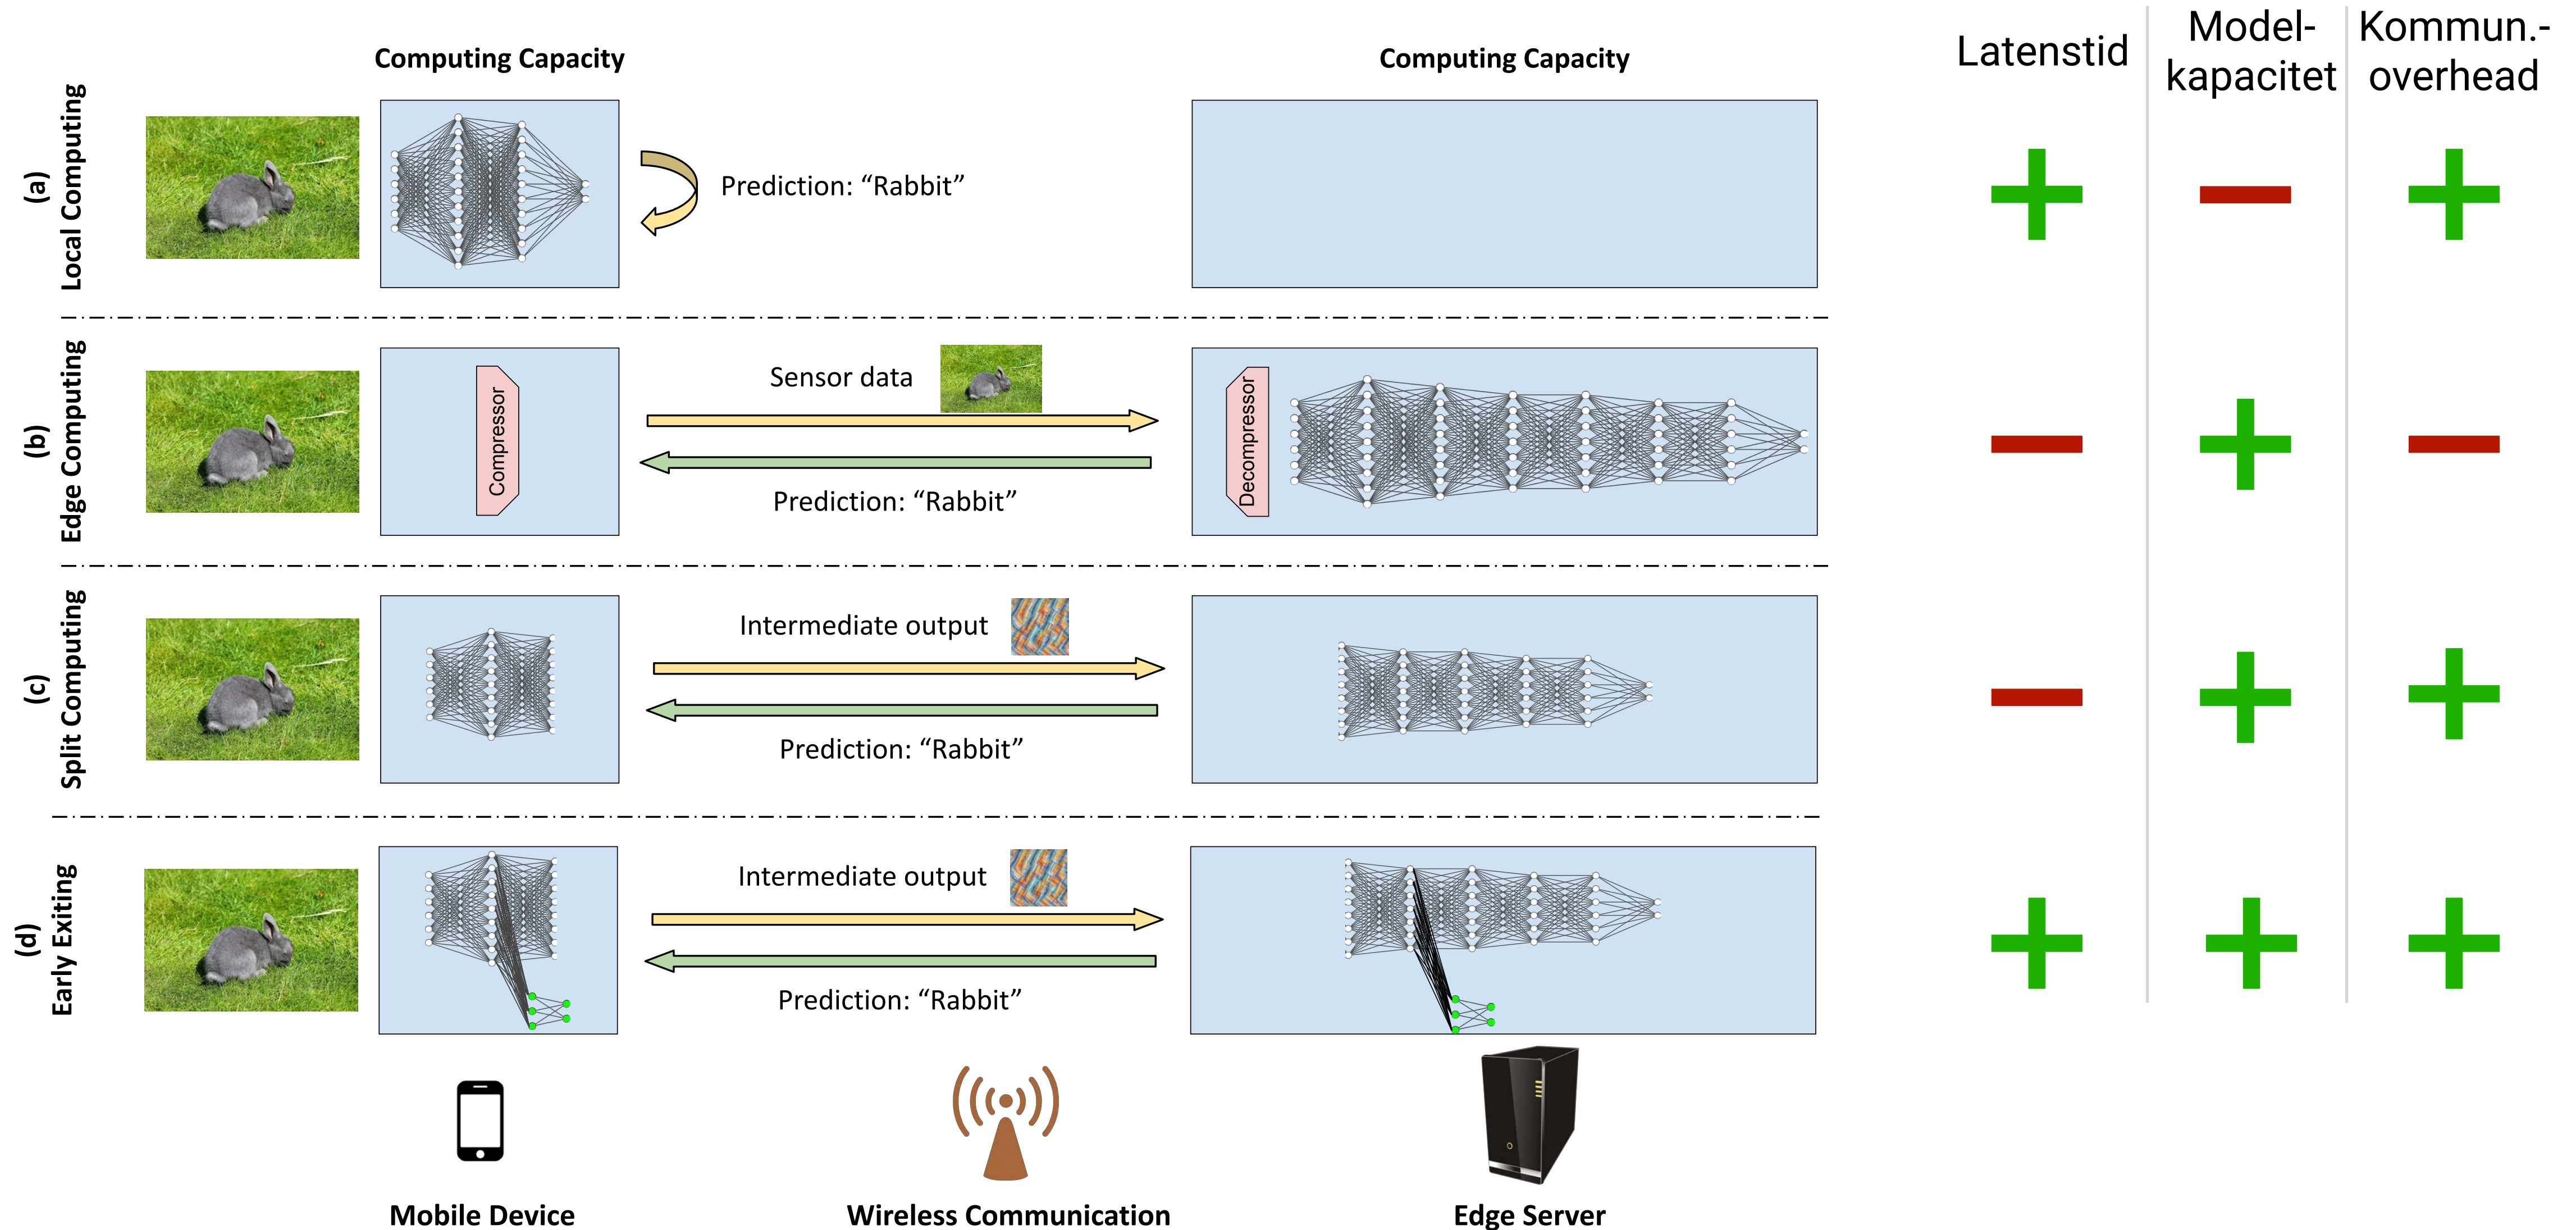 Computing Capacity
Computing Capacity
Latenstid
Model-
kapacitet
Kommun.-
overhead
(a)
Local Computing
Prediction: “Rabbit”
(b)
Edge Computing
Compressor
Sensor data
Prediction: “Rabbit”
Decompressor
(c)
Split Computing
Intermediate output
Prediction: “Rabbit”
(d)
Early Exiting
Intermediate output
Prediction: “Rabbit”
Mobile Device
Wireless Communication
Edge Server